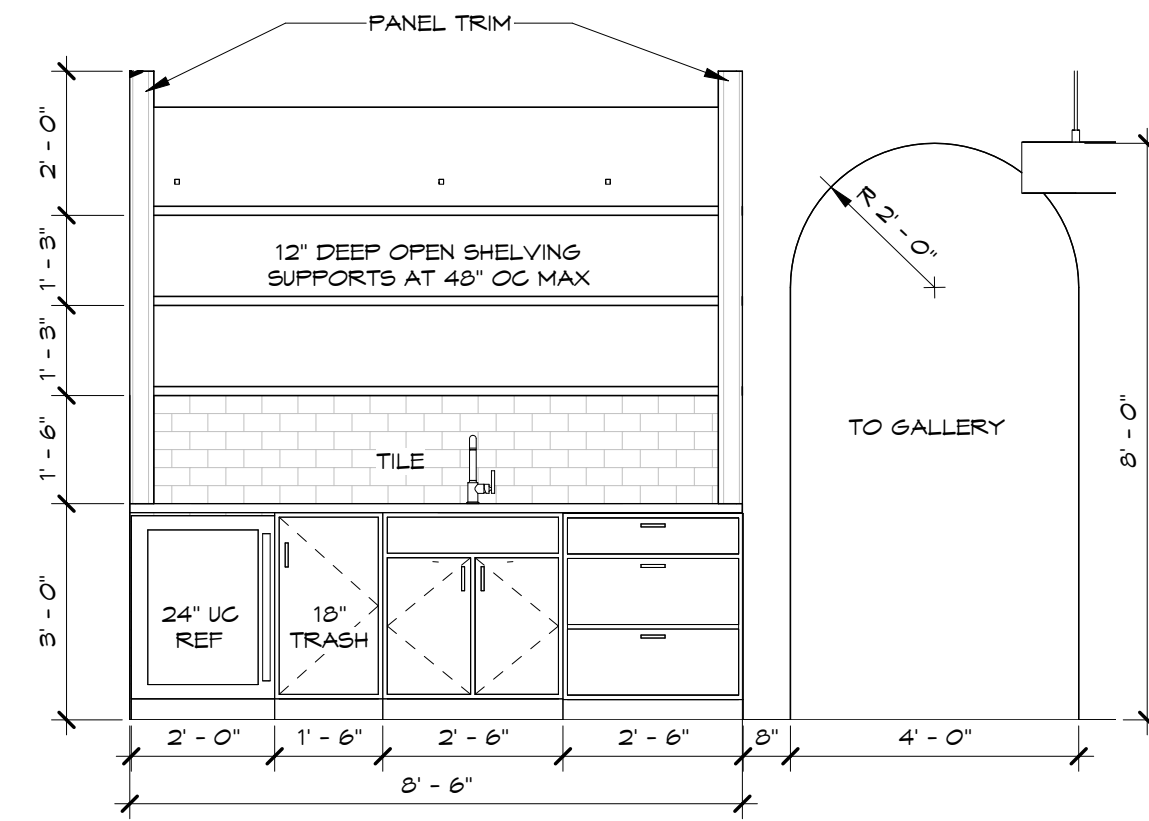 PANEL TRIM
2' - 0"
1' - 3"
1' - 3"
1' - 6"
3' - 0"
12" DEEP OPEN SHELVING
SUPPORTS AT 48" OC MAX
TILE
R 2' - 0"
TO GALLERY
8' - 0"
24" UC
REF
18"
TRASH
2' - 0"
1' - 6"
2' - 6"
2' - 6"
8"
4' - 0"
8' - 6"